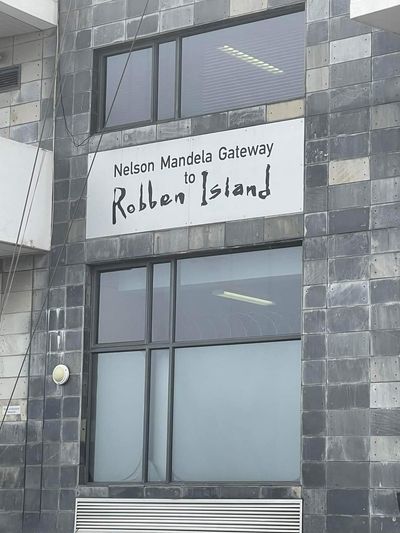 Nelson Mandela Gateway
to
Robben Island